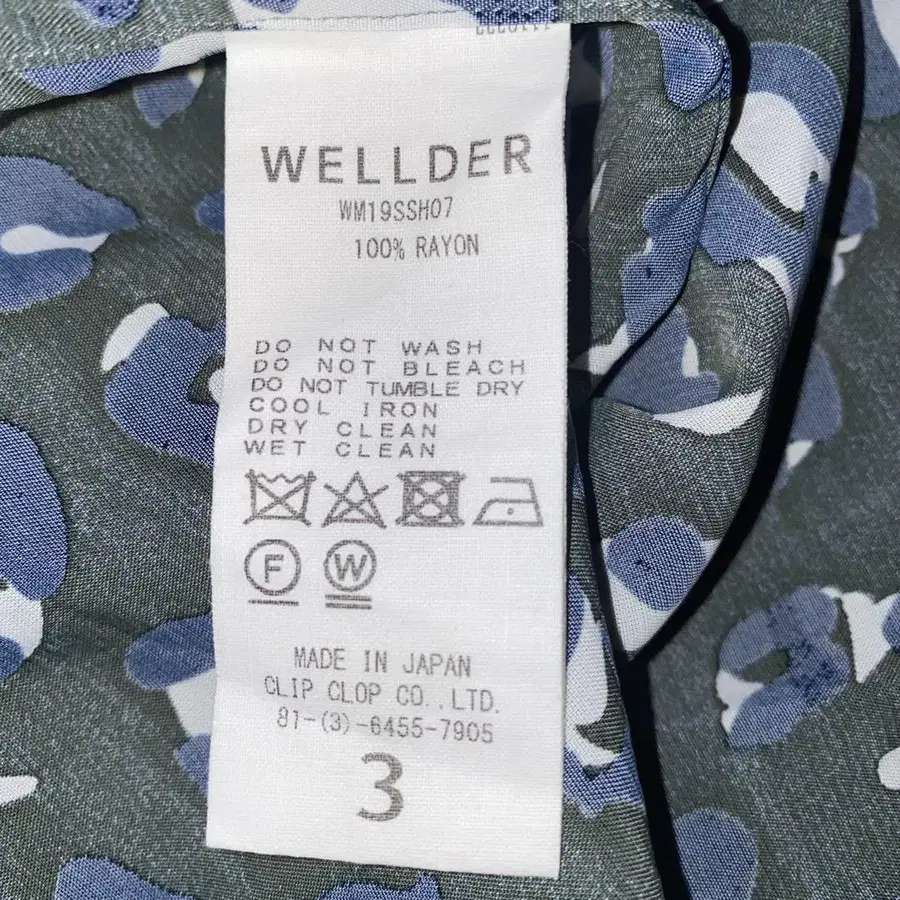 WELLDER
WM19SSH07
100% RAYON
DO NOT WASH
DO NOT BLEACH
DO NOT TUMBLE DRY
COOL IRON
DRY CLEAN
WET CLEAN
F W
MADE IN JAPAN
CLIP CLOP CO.,LTD.
81-(3)-6455-7905
3